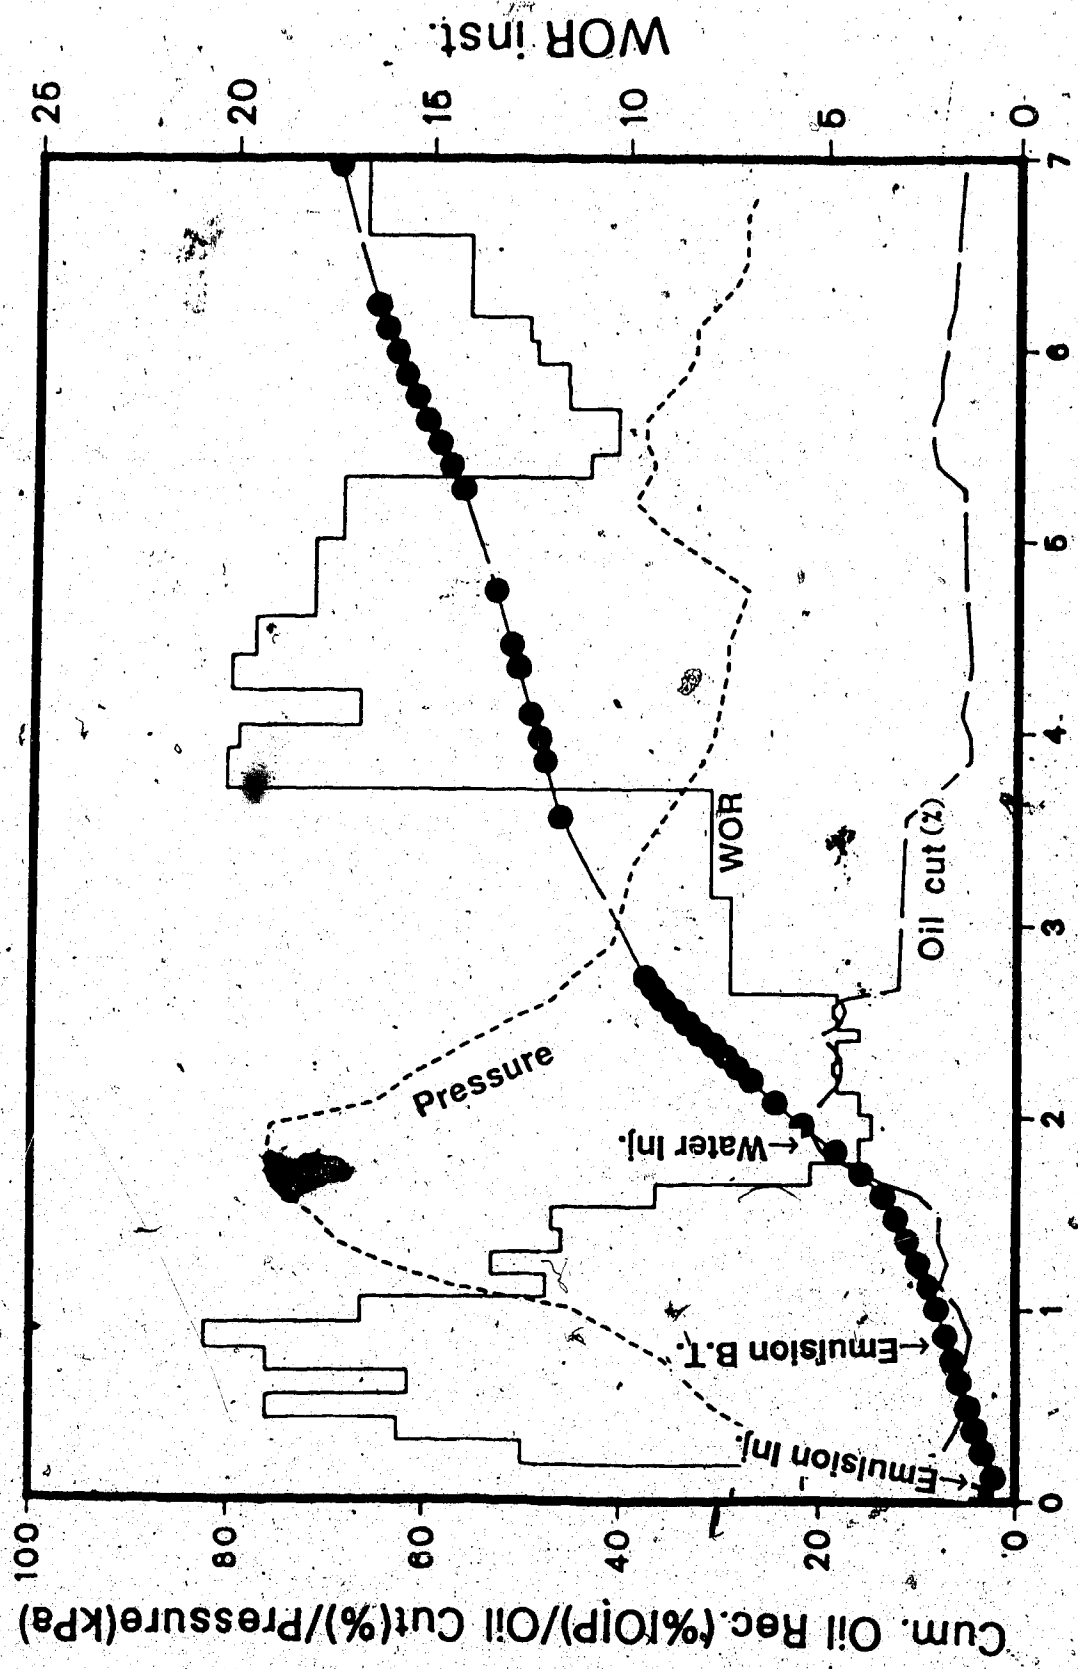 WOR inst.
25
20
15
10
5
0
Cum. Oil Rec.(%IOIP)/Oil Cut(%)/Pressure(kPa)
100
80
60
40
20
0
0
1
2
3
4
5
6
7
Emulsion Inj.
Emulsion B.T.
Water Inj.
Pressure
WOR
Oil cut(%)